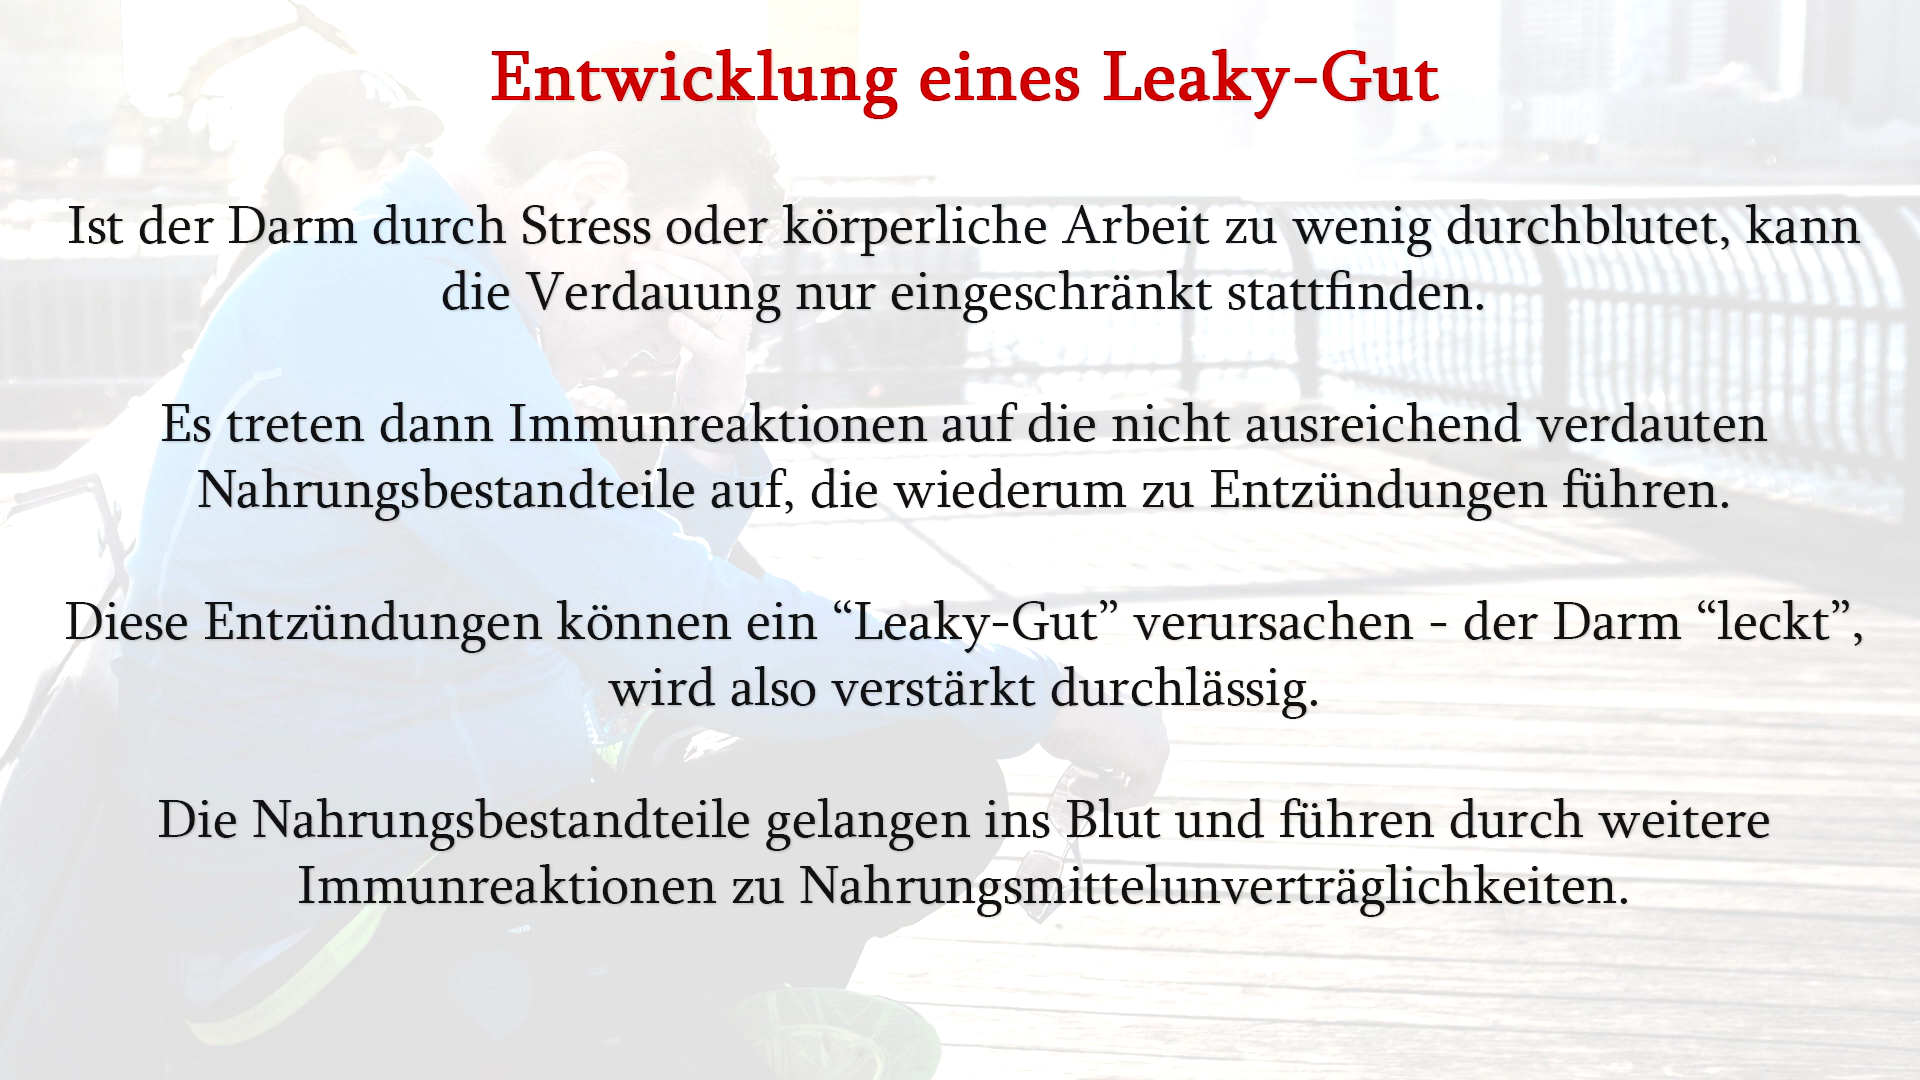 Entwicklung eines Leaky-Gut
Ist der Darm durch Stress oder körperliche Arbeit zu wenig durchblutet, kann
die Verdauung nur eingeschränkt stattfinden.
Es treten dann Immunreaktionen auf die nicht ausreichend verdauten
Nahrungsbestandteile auf, die wiederum zu Entzündungen führen.
Diese Entzündungen können ein “Leaky-Gut” verursachen - der Darm “leckt”,
wird also verstärkt durchlässig.
Die Nahrungsbestandteile gelangen ins Blut und führen durch weitere
Immunreaktionen zu Nahrungsmittelunverträglichkeiten.